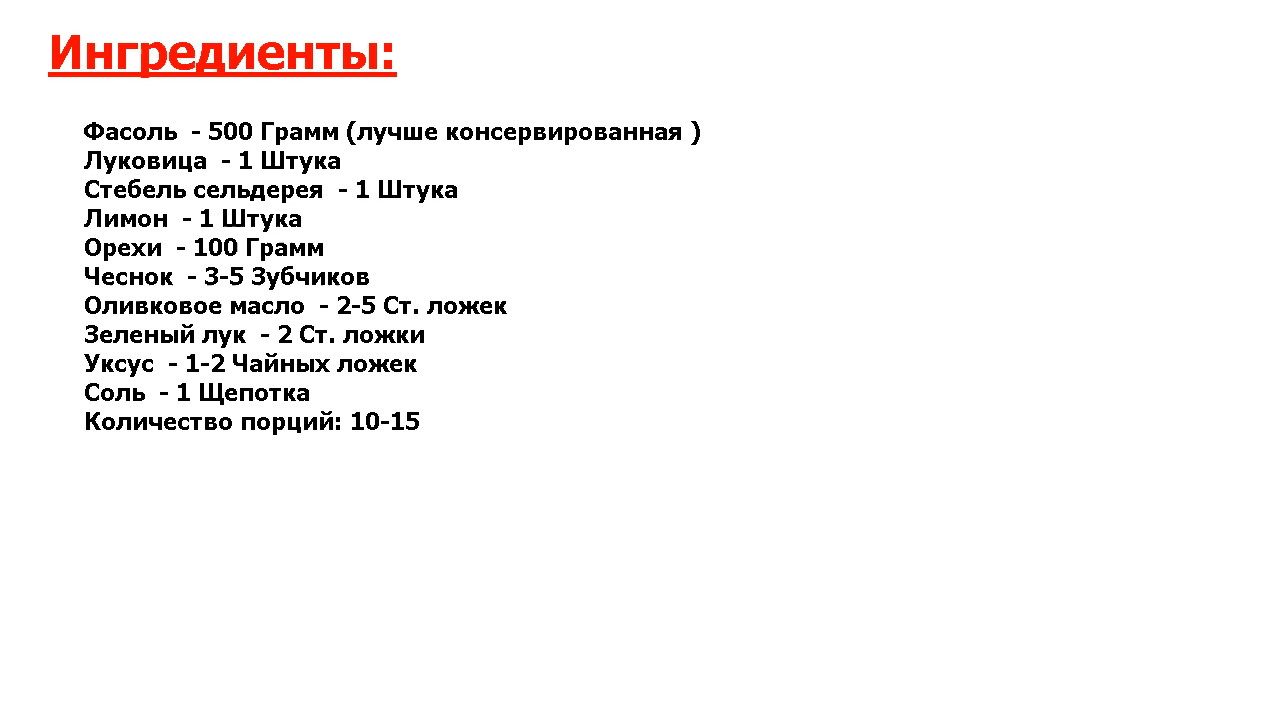 Ингредиенты:
Фасоль  - 500 Грамм (лучше консервированная )
Луковица  - 1 Штука
Стебель сельдерея  - 1 Штука
Лимон  - 1 Штука
Орехи  - 100 Грамм
Чеснок  - 3-5 Зубчиков
Оливковое масло  - 2-5 Ст. ложек
Зеленый лук  - 2 Ст. ложки
Уксус  - 1-2 Чайных ложек
Соль  - 1 Щепотка
Количество порций: 10-15